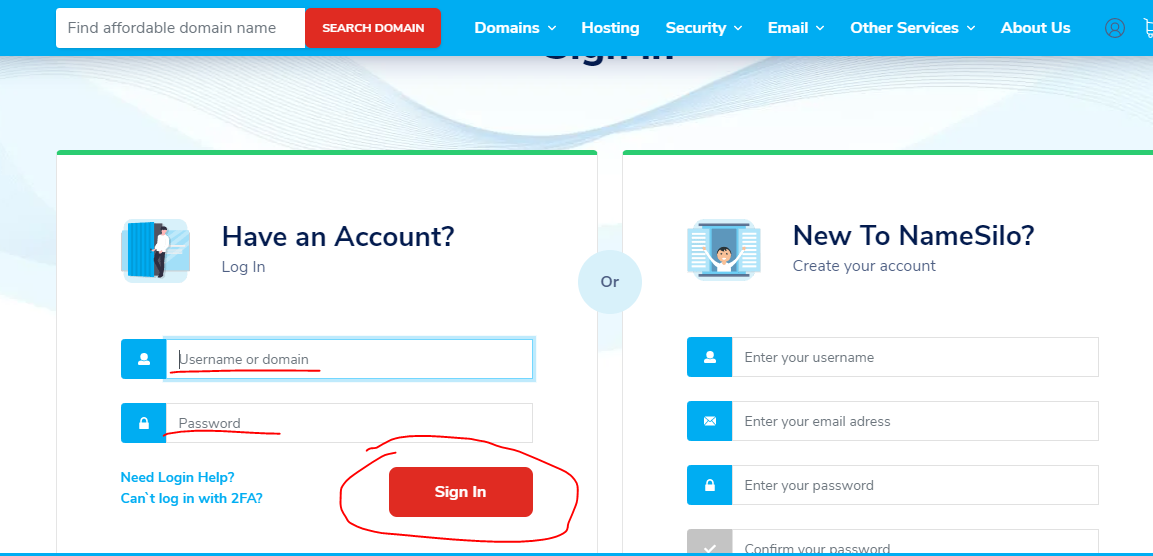 Find affordable domain name
SEARCH DOMAIN
Domains
Hosting
Security
Email
Other Services
About Us
Sign In
Have an Account?
Log In
Username or domain
Password
Need Login Help?
Can`t log in with 2FA?
Sign In
Or
New To NameSilo?
Create your account
Enter your username
Enter your email adress
Enter your password
Confirm your password